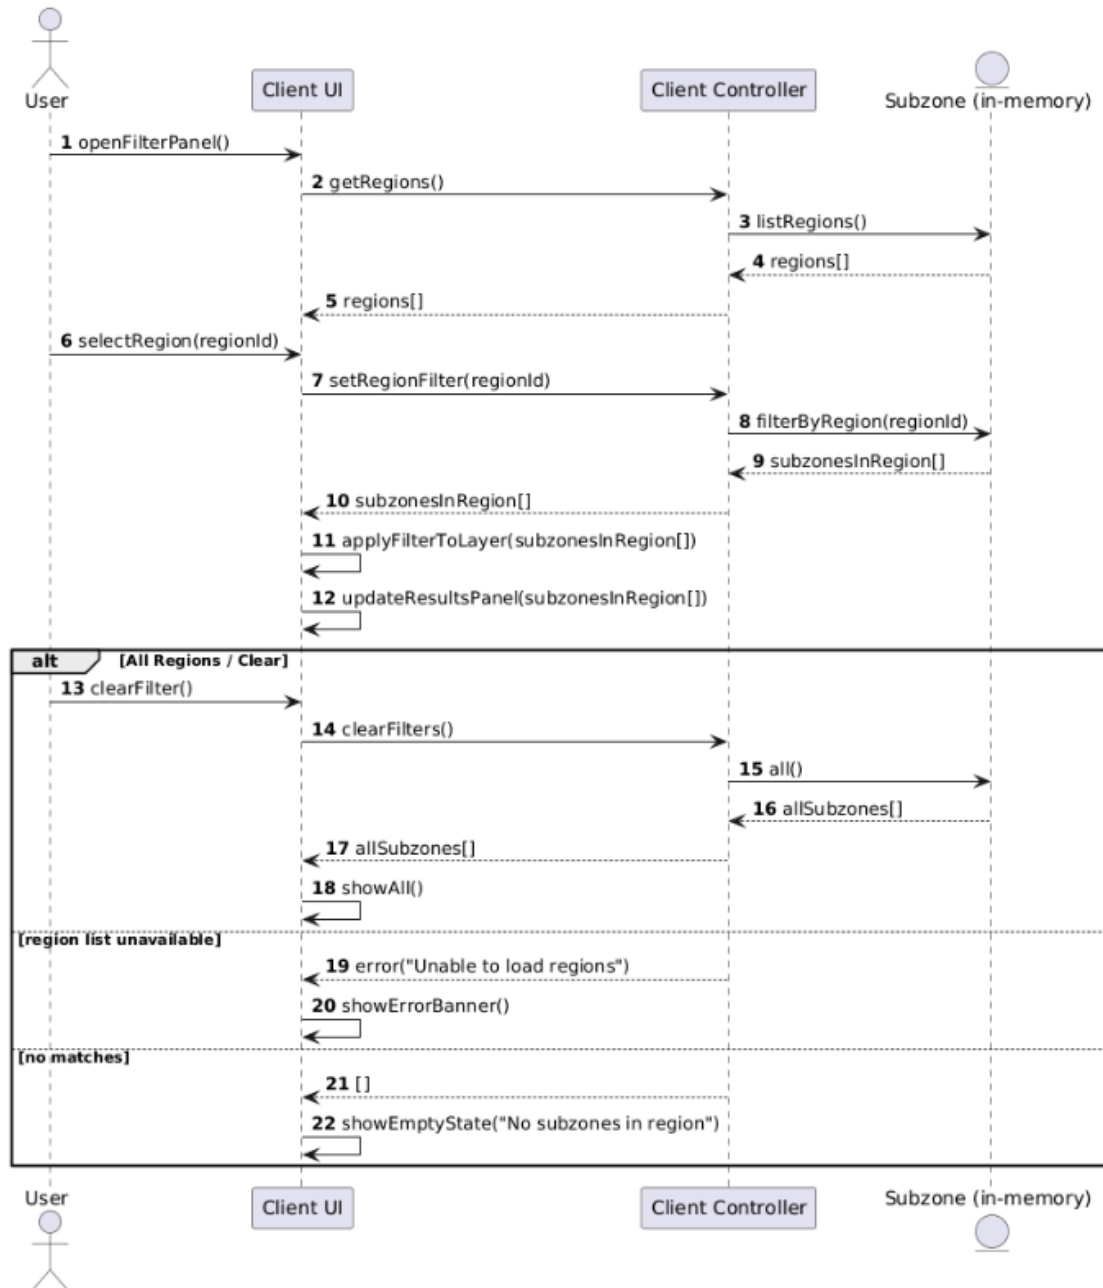 User
Client UI
Client Controller
Subzone (in-memory)
1 openFilterPanel()
2 getRegions()
3 listRegions()
4 regions[]
5 regions[]
6 selectRegion(regionId)
7 setRegionFilter(regionId)
8 filterByRegion(regionId)
9 subzonesInRegion[]
10 subzonesInRegion[]
11 applyFilterToLayer(subzonesInRegion[])
12 updateResultsPanel(subzonesInRegion[])
alt [All Regions / Clear]
13 clearFilter()
14 clearFilters()
15 all()
16 allSubzones[]
17 allSubzones[]
18 showAll()
[region list unavailable]
19 error("Unable to load regions")
20 showErrorBanner()
[no matches]
21 []
22 showEmptyState("No subzones in region")
User
Client UI
Client Controller
Subzone (in-memory)